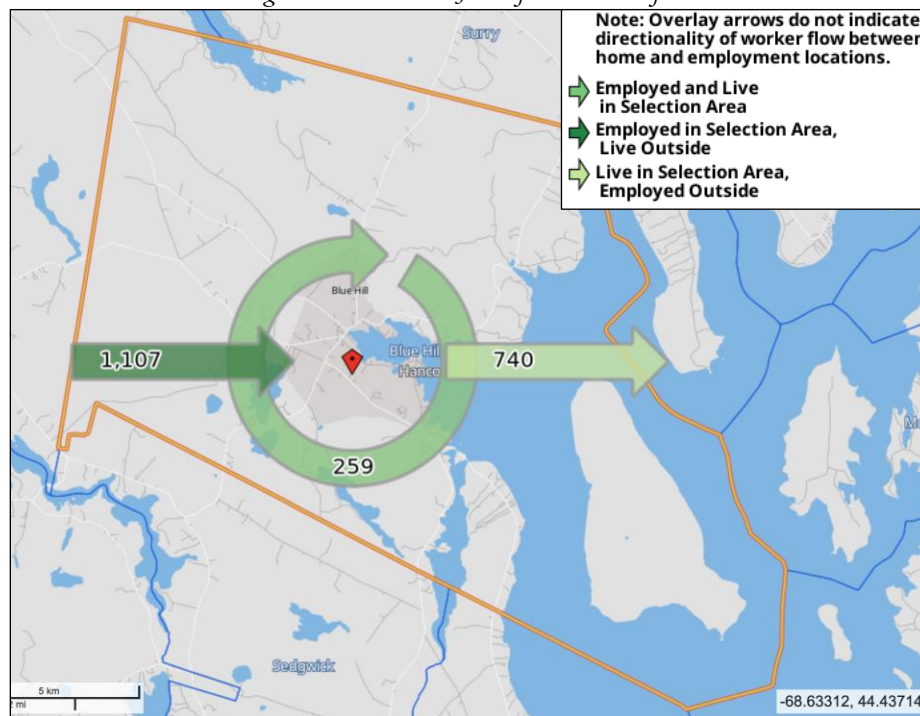 Surry
Note: Overlay arrows do not indicate
directionality of worker flow between
home and employment locations.
Employed and Live
in Selection Area
Employed in Selection Area,
Live Outside
Live in Selection Area,
Employed Outside
Blue Hill
1,107
Blue Hil
Hanco
740
259
Sedgwick
5 km
mi
-68.63312, 44.43714